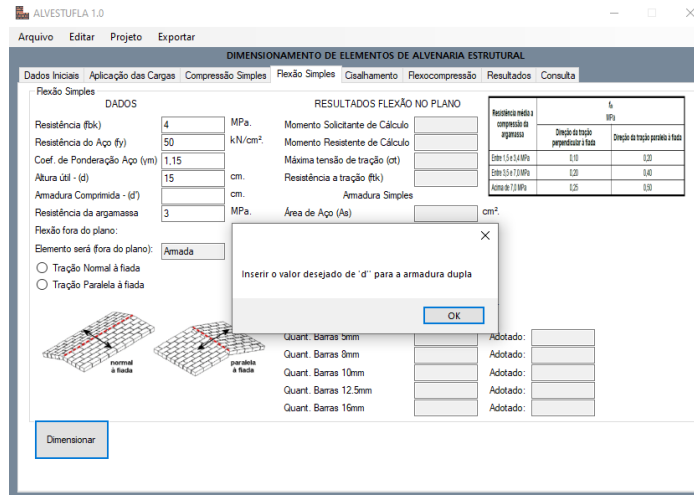 ALVESTUFLA 1.0
Arquivo Editar Projeto Exportar
DIMENSIONAMENTO DE ELEMENTOS DE ALVENARIA ESTRUTURAL
Dados Iniciais Aplicação das Cargas Compressão Simples Flexão Simples Cisalhamento Flexocompressão Resultados Consulta
Flexão Simples
DADOS
Resistência (fbk) 4 MPa.
Resistência do Aço (fy) 50 kN/cm².
Coef. de Ponderação Aço (γm) 1,15
Altura útil - (d) 15 cm.
Armadura Comprimida - (d') cm.
Resistência da argamassa 3 MPa.
Flexão fora do plano:
Elemento será (fora do plano): Armada
Tração Normal à fiada
Tração Paralela à fiada
normal
à fiada
paralela
à fiada
Dimensionar
RESULTADOS FLEXÃO NO PLANO
Momento Solicitante de Cálculo
Momento Resistente de Cálculo
Máxima tensão de tração (σt)
Resistência a tração (ftk)
Armadura Simples
Área de Aço (As) cm².
Quant. Barras 5mm Adotado:
Quant. Barras 8mm Adotado:
Quant. Barras 10mm Adotado:
Quant. Barras 12.5mm Adotado:
Quant. Barras 16mm Adotado:
Resistência média a
compressão da
argamassa
MPa
Direção da tração
perpendicular à fiada
Direção da tração paralela à fiada
Entre 1,5 e 3,4 MPa 0,10 0,20
Entre 3,5 e 7,0 MPa 0,20 0,40
Acima de 7,0 MPa 0,25 0,50
Inserir o valor desejado de ´d'´ para a armadura dupla
OK